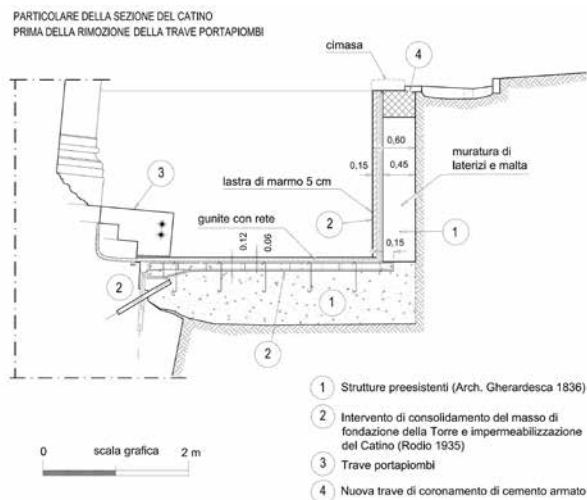 PARTICOLARE DELLA SEZIONE DEL CATINO
PRIMA DELLA RIMOZIONE DELLA TRAVE PORTAPIOMBI
cimasa
4
0,60
0,15
0,45
muratura di
laterizi e malta
3
lastra di marmo 5 cm
2
gunite con rete
0,12
0,06
0,15
1
2
1
2
1 Strutture preesistenti (Arch. Gherardesca 1836)
2 Intervento di consolidamento del masso di
fondazione della Torre e impermeabilizzazione
del Catino (Rodio 1935)
3 Trave portapiombi
4 Nuova trave di coronamento di cemento armato
0 scala grafica 2 m